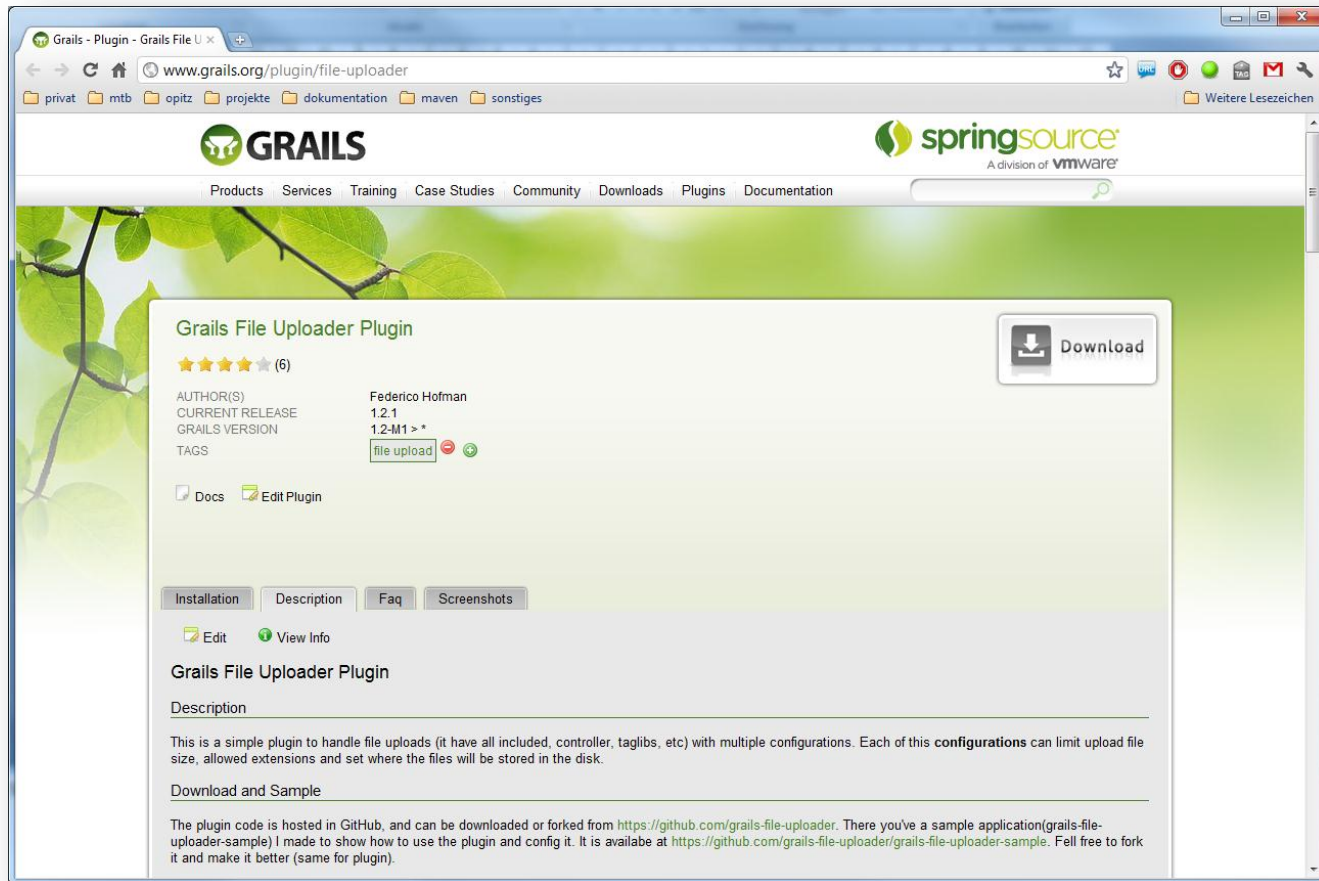 Grails - Plugin - Grails File U
www.grails.org/plugin/file-uploader
privat mtb opitz projekte dokumentation maven sonstiges Weitere Lesezeichen
GRAILS
springsource
A division of vmware
Products Services Training Case Studies Community Downloads Plugins Documentation
Grails File Uploader Plugin
(6)
Download
AUTHOR(S) Federico Hofman
CURRENT RELEASE 1.2.1
GRAILS VERSION 1.2-M1 > *
TAGS file upload
Docs Edit Plugin
Installation Description Faq Screenshots
Edit View Info
Grails File Uploader Plugin
Description
This is a simple plugin to handle file uploads (it have all included, controller, taglibs, etc) with multiple configurations. Each of this configurations can limit upload file
size, allowed extensions and set where the files will be stored in the disk.
Download and Sample
The plugin code is hosted in GitHub, and can be downloaded or forked from https://github.com/grails-file-uploader. There you've a sample application(grails-file-
uploader-sample) I made to show how to use the plugin and config it. It is availabe at https://github.com/grails-file-uploader/grails-file-uploader-sample. Fell free to fork
it and make it better (same for plugin).